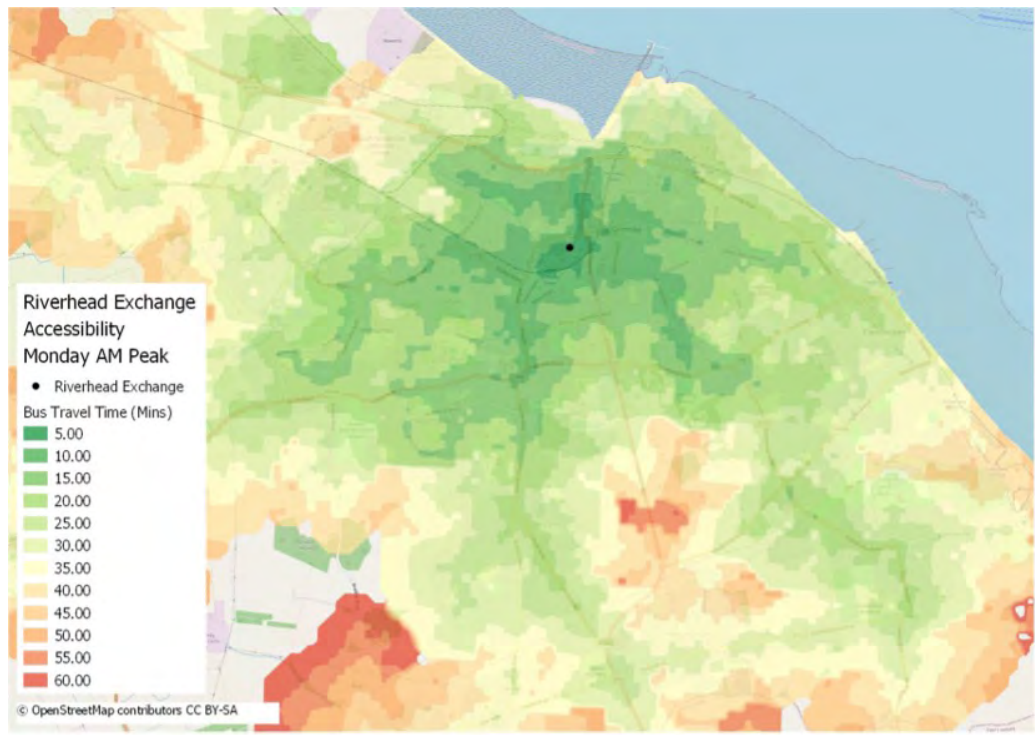 Riverhead Exchange
Accessibility
Monday AM Peak
Riverhead Exchange
Bus Travel Time (Mins)
5.00
10.00
15.00
20.00
25.00
30.00
35.00
40.00
45.00
50.00
55.00
60.00
© OpenStreetMap contributors CC BY-SA